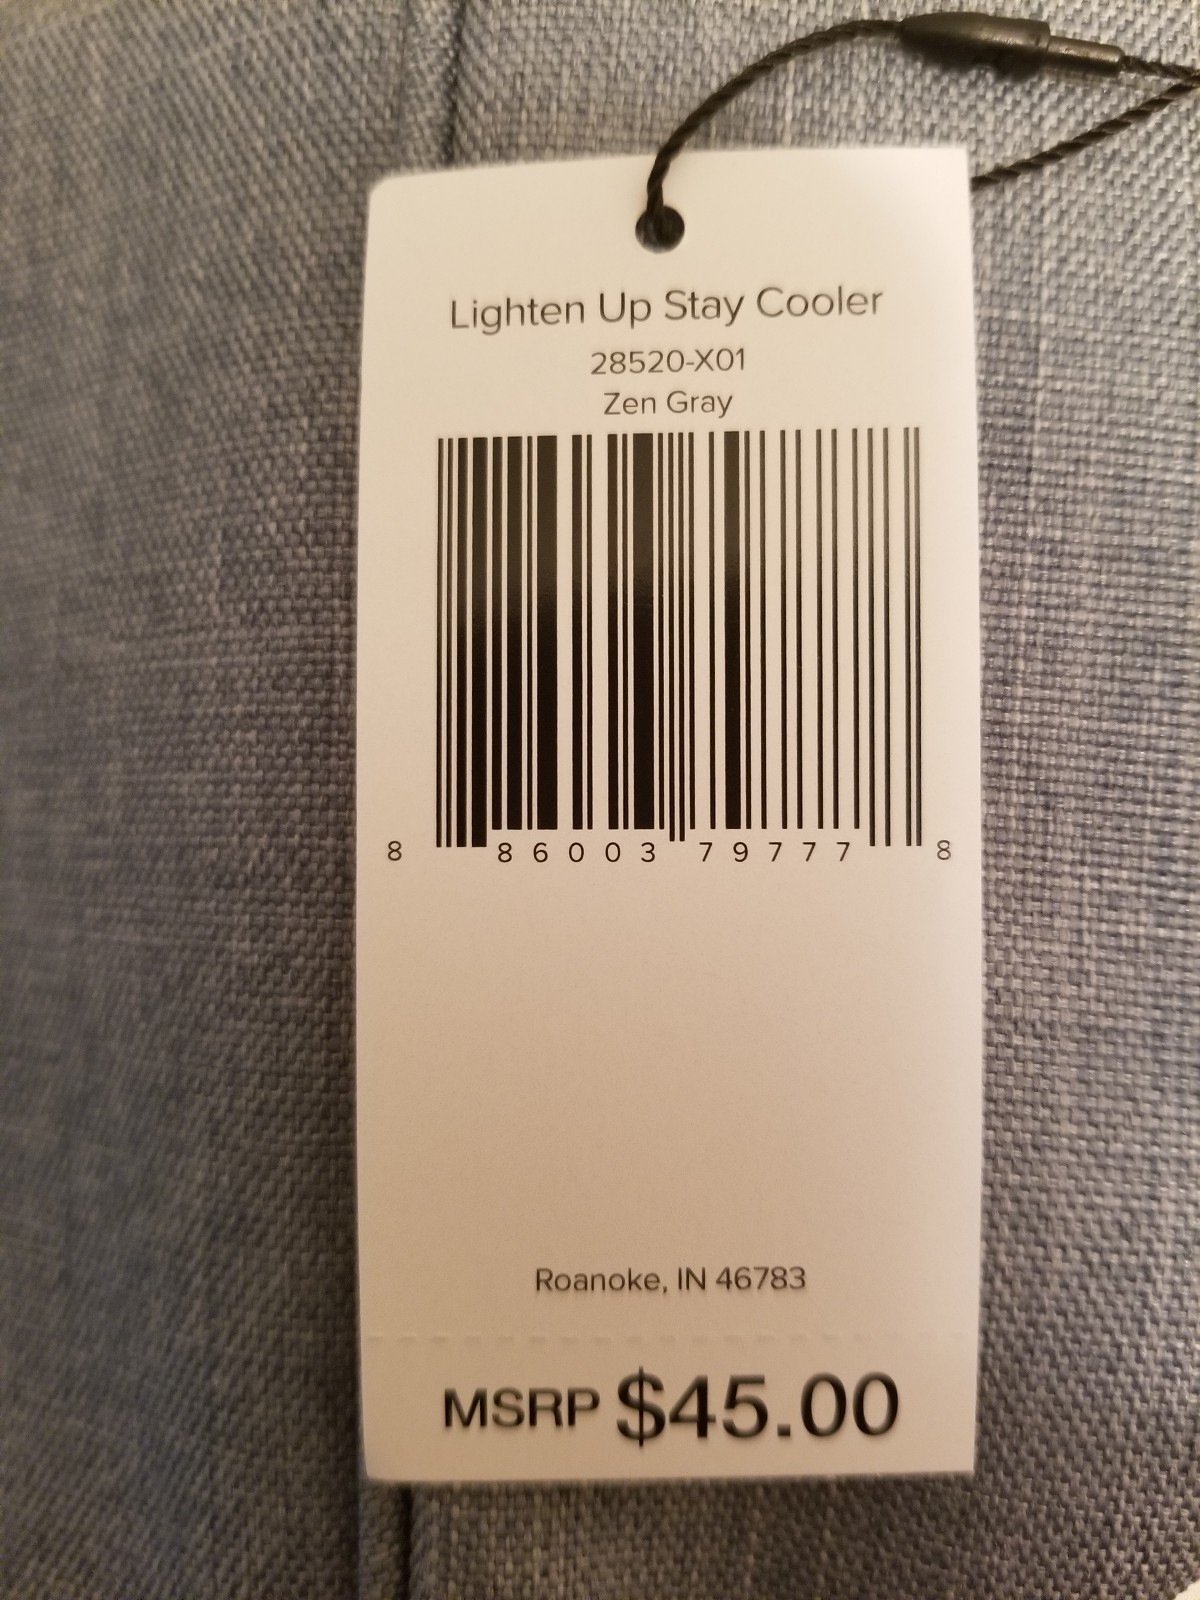 Lighten Up Stay Cooler
28520-X01
Zen Gray
8 86003 79777 8
Roanoke, IN 46783
MSRP $45.00